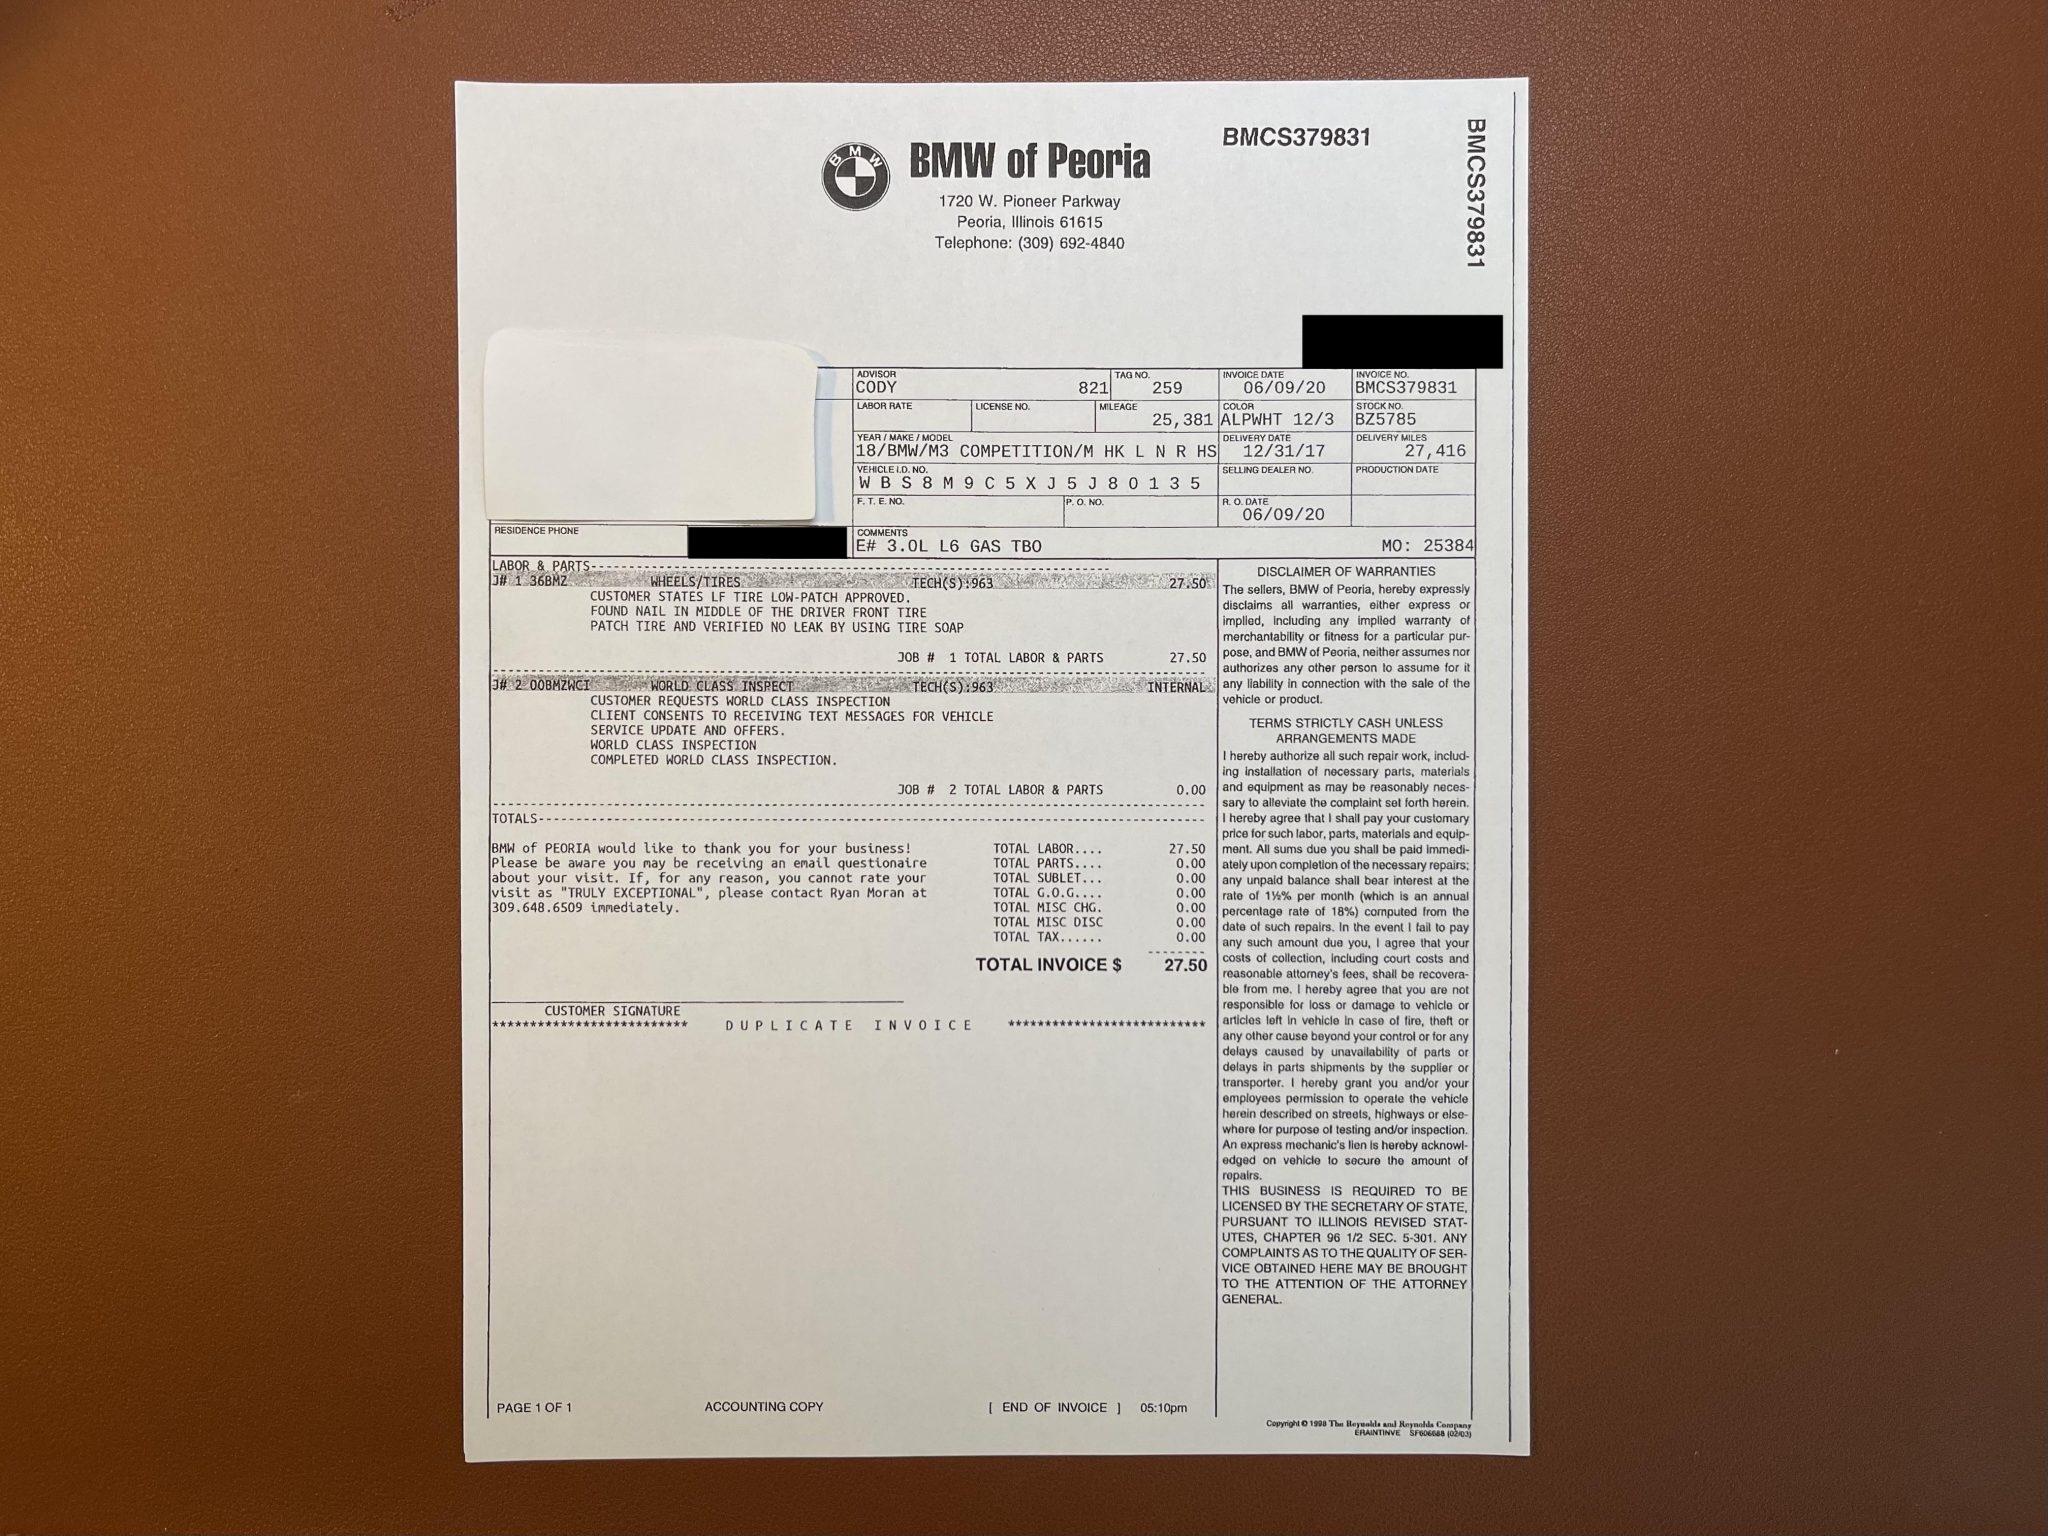 BMCS379831
BMCS379831
BMW
BMW of Peoria
1720 W. Pioneer Parkway
Peoria, Illinois 61615
Telephone: (309) 692-4840
ADVISOR
CODY 821
TAG NO.
259
INVOICE DATE
06/09/20
INVOICE NO.
BMCS379831
LABOR RATE
LICENSE NO.
MILEAGE
25,381
COLOR
ALPWHT 12/3
STOCK NO.
BZ5785
YEAR / MAKE / MODEL
18/BMW/M3 COMPETITION/M HK L N R HS
DELIVERY DATE
12/31/17
DELIVERY MILES
27,416
VEHICLE I.D. NO.
W B S 8 M 9 C 5 X J 5 J 8 0 1 3 5
SELLING DEALER NO.
PRODUCTION DATE
F. T. E. NO.
P. O. NO.
R. O. DATE
06/09/20
RESIDENCE PHONE
COMMENTS
E# 3.0L L6 GAS TBO MO: 25384
LABOR & PARTS
J# 1 36BMZ WHEELS/TIRES TECH(S):963 27.50
CUSTOMER STATES LF TIRE LOW-PATCH APPROVED.
FOUND NAIL IN MIDDLE OF THE DRIVER FRONT TIRE
PATCH TIRE AND VERIFIED NO LEAK BY USING TIRE SOAP
JOB # 1 TOTAL LABOR & PARTS 27.50
J# 2 00BMZWCI WORLD CLASS INSPECT TECH(S):963 INTERNAL
CUSTOMER REQUESTS WORLD CLASS INSPECTION
CLIENT CONSENTS TO RECEIVING TEXT MESSAGES FOR VEHICLE
SERVICE UPDATE AND OFFERS.
WORLD CLASS INSPECTION
COMPLETED WORLD CLASS INSPECTION.
JOB # 2 TOTAL LABOR & PARTS 0.00
TOTALS
BMW of PEORIA would like to thank you for your business!
Please be aware you may be receiving an email questionaire
about your visit. If, for any reason, you cannot rate your
visit as "TRULY EXCEPTIONAL", please contact Ryan Moran at
309.648.6509 immediately.
TOTAL LABOR.... 27.50
TOTAL PARTS.... 0.00
TOTAL SUBLET... 0.00
TOTAL G.O.G.... 0.00
TOTAL MISC CHG. 0.00
TOTAL MISC DISC 0.00
TOTAL TAX...... 0.00
TOTAL INVOICE $ 27.50
CUSTOMER SIGNATURE
************************** D U P L I C A T E  I N V O I C E **************************
DISCLAIMER OF WARRANTIES
The sellers, BMW of Peoria, hereby expressly
disclaims all warranties, either express or
implied, including any implied warranty of
merchantability or fitness for a particular pur-
pose, and BMW of Peoria, neither assumes nor
authorizes any other person to assume for it
any liability in connection with the sale of the
vehicle or product.
TERMS STRICTLY CASH UNLESS
ARRANGEMENTS MADE
I hereby authorize all such repair work, includ-
ing installation of necessary parts, materials
and equipment as may be reasonably neces-
sary to alleviate the complaint set forth herein.
I hereby agree that I shall pay your customary
price for such labor, parts, materials and equip-
ment. All sums due you shall be paid immedi-
ately upon completion of the necessary repairs;
any unpaid balance shall bear interest at the
rate of 1½% per month (which is an annual
percentage rate of 18%) computed from the
date of such repairs. In the event I fail to pay
any such amount due you, I agree that your
costs of collection, including court costs and
reasonable attorney's fees, shall be recovera-
ble from me. I hereby agree that you are not
responsible for loss or damage to vehicle or
articles left in vehicle in case of fire, theft or
any other cause beyond your control or for any
delays caused by unavailability of parts or
delays in parts shipments by the supplier or
transporter. I hereby grant you and/or your
employees permission to operate the vehicle
herein described on streets, highways or else-
where for purpose of testing and/or inspection.
An express mechanic's lien is hereby acknowl-
edged on vehicle to secure the amount of
repairs.
THIS BUSINESS IS REQUIRED TO BE
LICENSED BY THE SECRETARY OF STATE,
PURSUANT TO ILLINOIS REVISED STAT-
UTES, CHAPTER 96 1/2 SEC. 5-301. ANY
COMPLAINTS AS TO THE QUALITY OF SER-
VICE OBTAINED HERE MAY BE BROUGHT
TO THE ATTENTION OF THE ATTORNEY
GENERAL.
PAGE 1 OF 1 ACCOUNTING COPY [ END OF INVOICE ] 05:10pm
Copyright © 1998 The Reynolds and Reynolds Company
ERAINTINVE SF606688 (02/03)